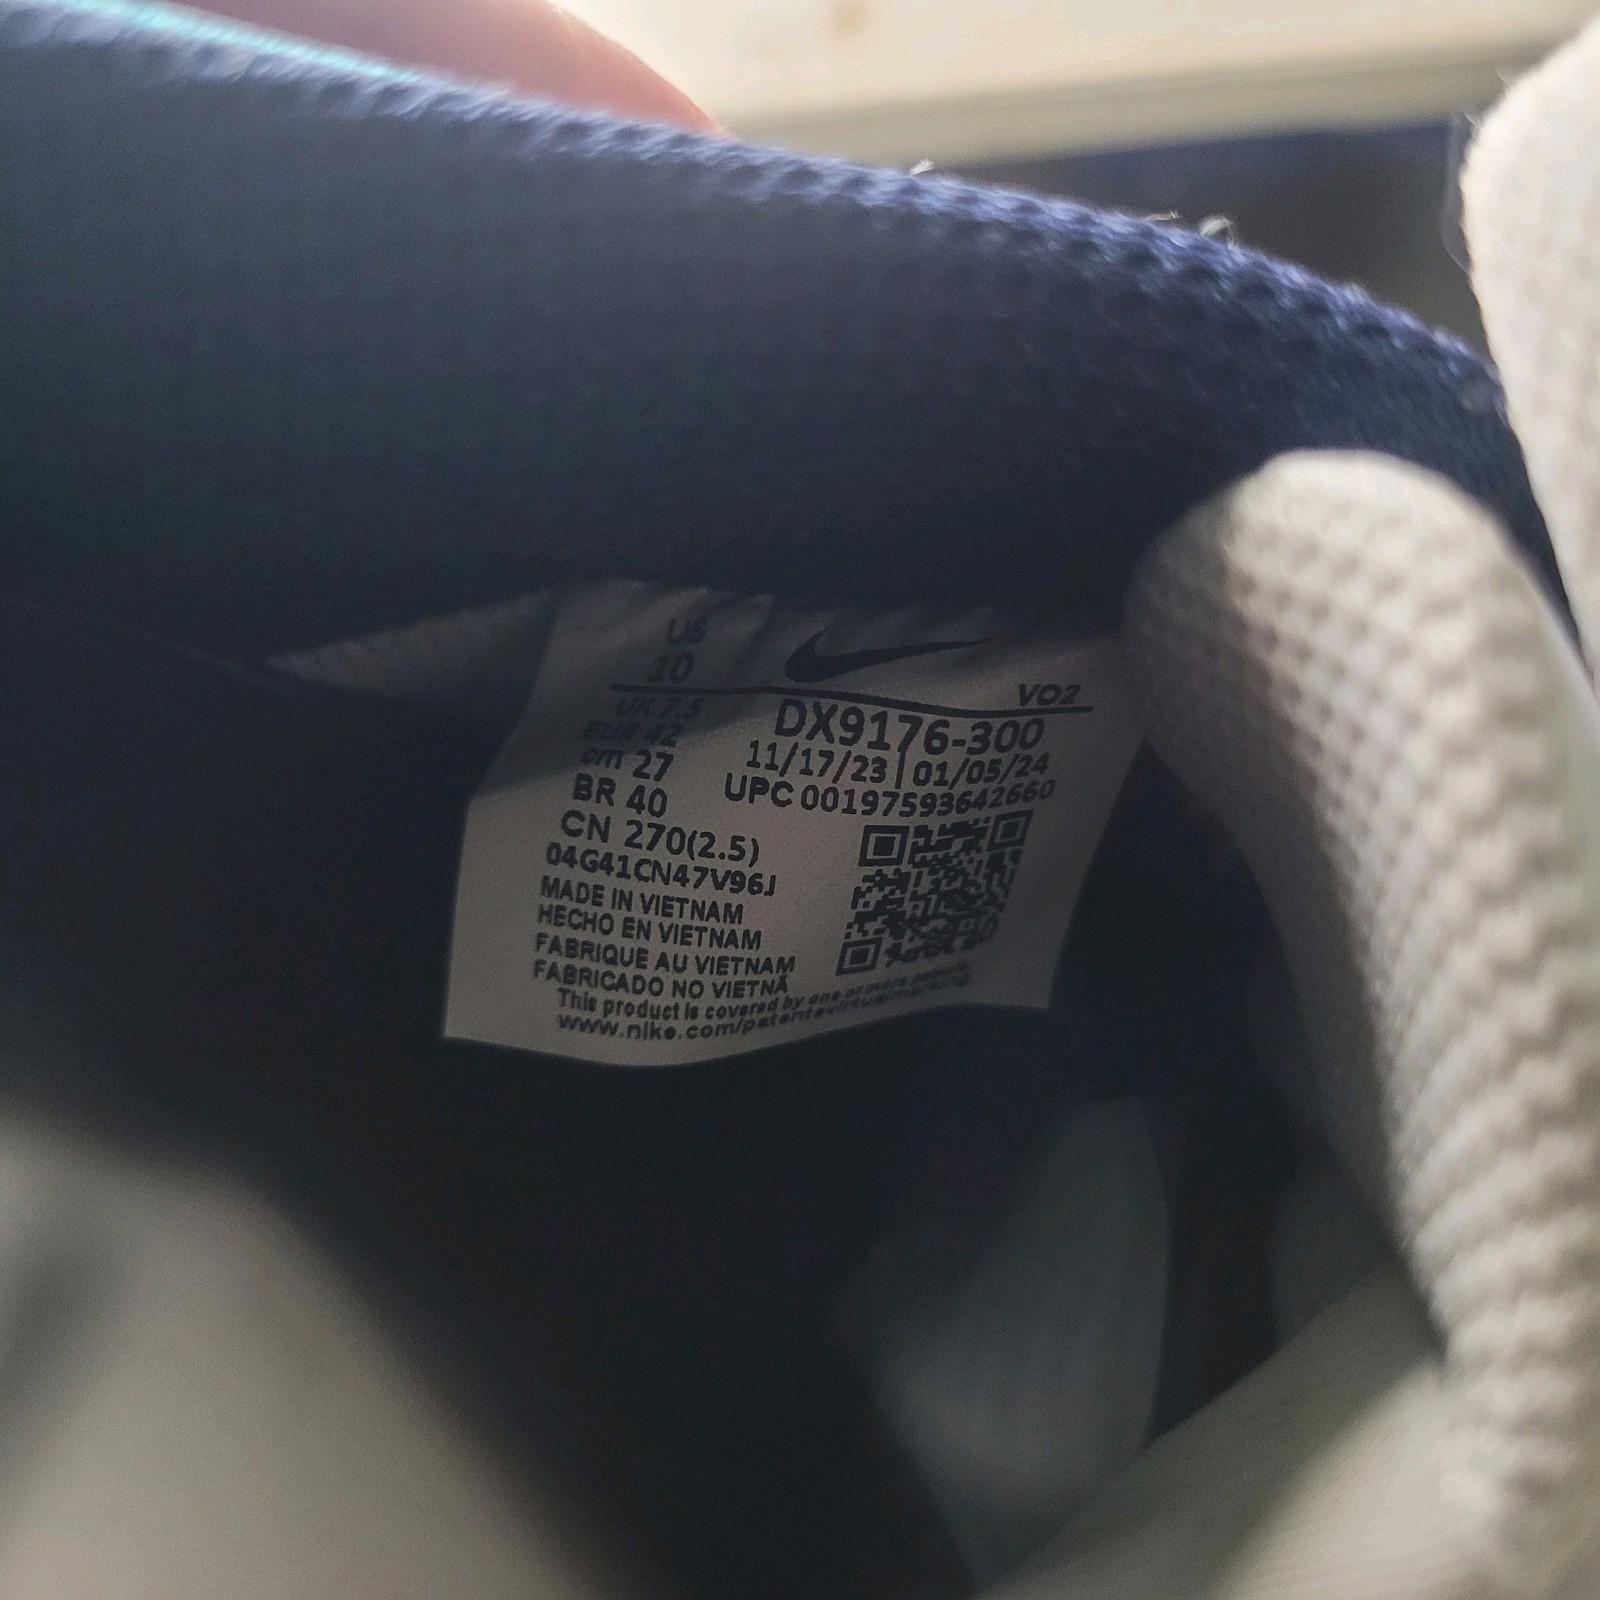 US
10
UK 7.5
EUR 42
cm 27
BR 40
CN 270(2.5)
04G41CN47V96J
MADE IN VIETNAM
HECHO EN VIETNAM
FABRIQUE AU VIETNAM
FABRICADO NO VIETNÃ
This product is covered by one or more patents.
www.nike.com/patentsvirtualmarking
VO2
DX9176-300
11/17/23 | 01/05/24
UPC 00197593642660